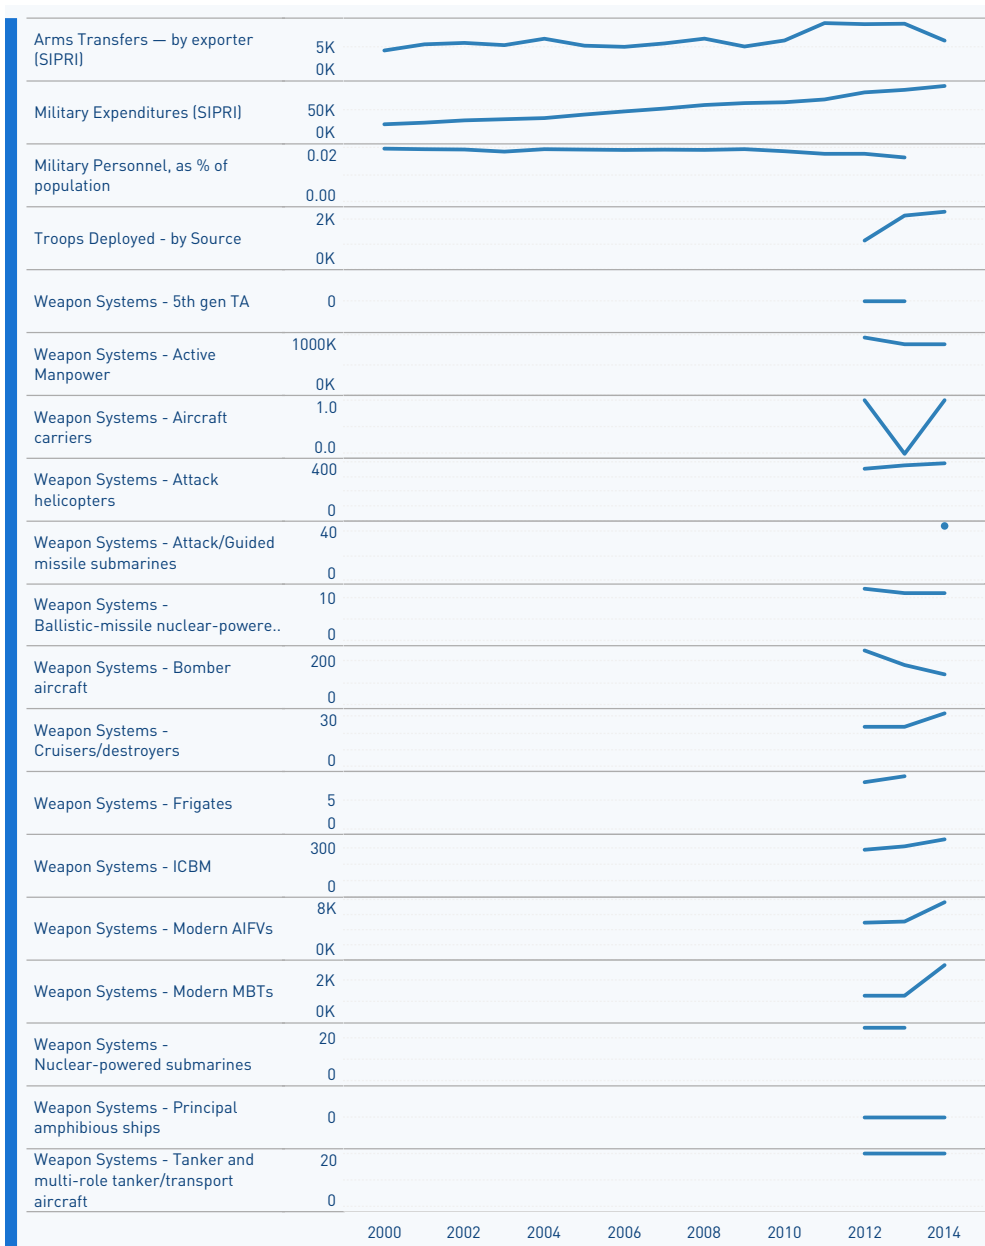 Arms Transfers — by exporter
(SIPRI)
5K
0K
Military Expenditures (SIPRI)
50K
0K
Military Personnel, as % of
population
0.02
0.00
Troops Deployed - by Source
2K
0K
Weapon Systems - 5th gen TA
0
Weapon Systems - Active
Manpower
1000K
0K
Weapon Systems - Aircraft
carriers
1.0
0.0
Weapon Systems - Attack
helicopters
400
0
Weapon Systems - Attack/Guided
missile submarines
40
0
Weapon Systems -
Ballistic-missile nuclear-powere..
10
0
Weapon Systems - Bomber
aircraft
200
0
Weapon Systems -
Cruisers/destroyers
30
0
Weapon Systems - Frigates
5
0
Weapon Systems - ICBM
300
0
Weapon Systems - Modern AIFVs
8K
0K
Weapon Systems - Modern MBTs
2K
0K
Weapon Systems -
Nuclear-powered submarines
20
0
Weapon Systems - Principal
amphibious ships
0
Weapon Systems - Tanker and
multi-role tanker/transport
aircraft
20
0
2000 2002 2004 2006 2008 2010 2012 2014